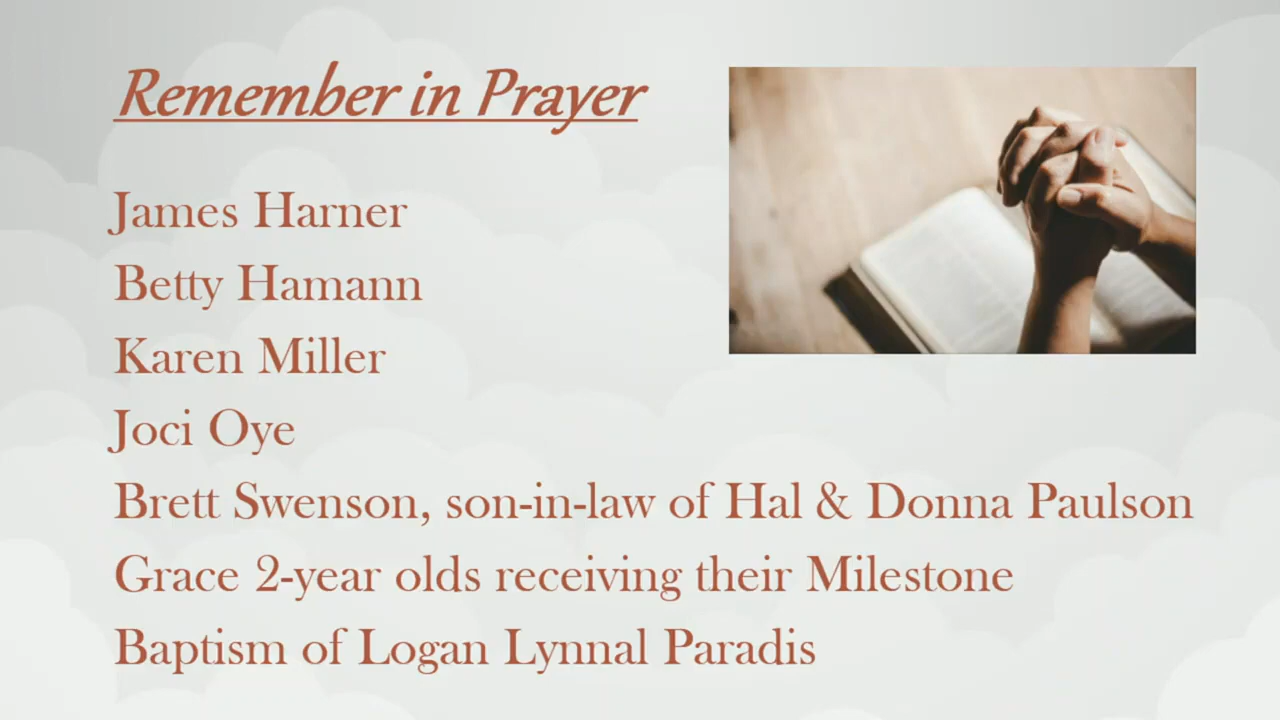 Remember in Prayer
James Harner
Betty Hamann
Karen Miller
Joci Oye
Brett Swenson, son-in-law of Hal & Donna Paulson
Grace 2-year olds receiving their Milestone
Baptism of Logan Lynnal Paradis